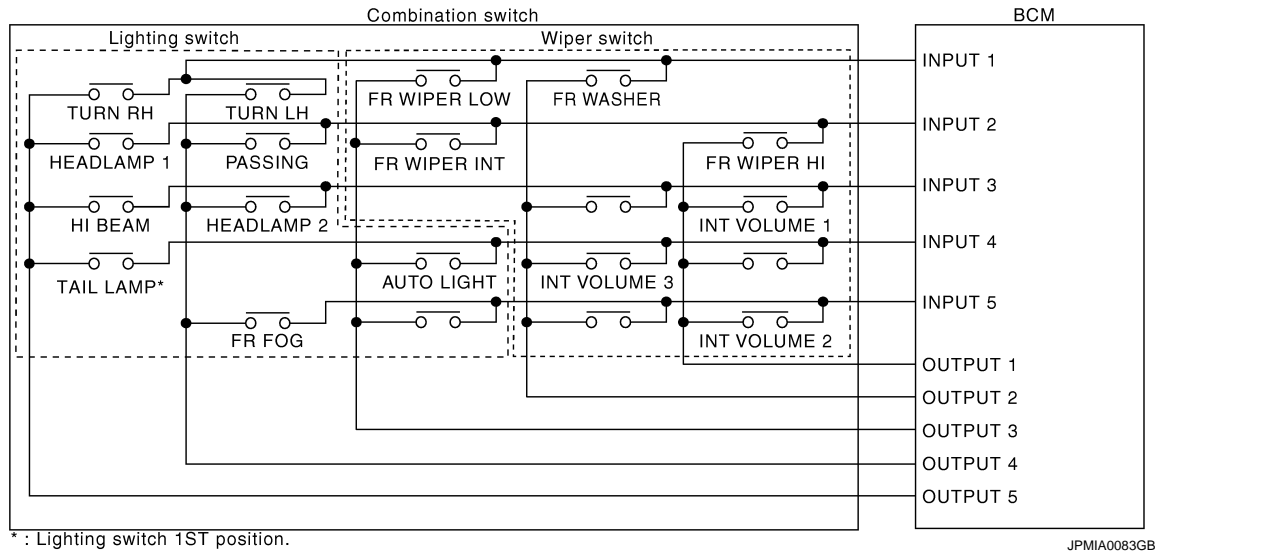 Combination switch
BCM
Lighting switch
Wiper switch
INPUT 1
TURN RH
TURN LH
FR WIPER LOW
FR WASHER
INPUT 2
HEADLAMP 1
PASSING
FR WIPER INT
FR WIPER HI
INPUT 3
HI BEAM
HEADLAMP 2
INT VOLUME 1
INPUT 4
TAIL LAMP*
AUTO LIGHT
INT VOLUME 3
INPUT 5
FR FOG
INT VOLUME 2
OUTPUT 1
OUTPUT 2
OUTPUT 3
OUTPUT 4
OUTPUT 5
* : Lighting switch 1ST position.
JPMIA0083GB